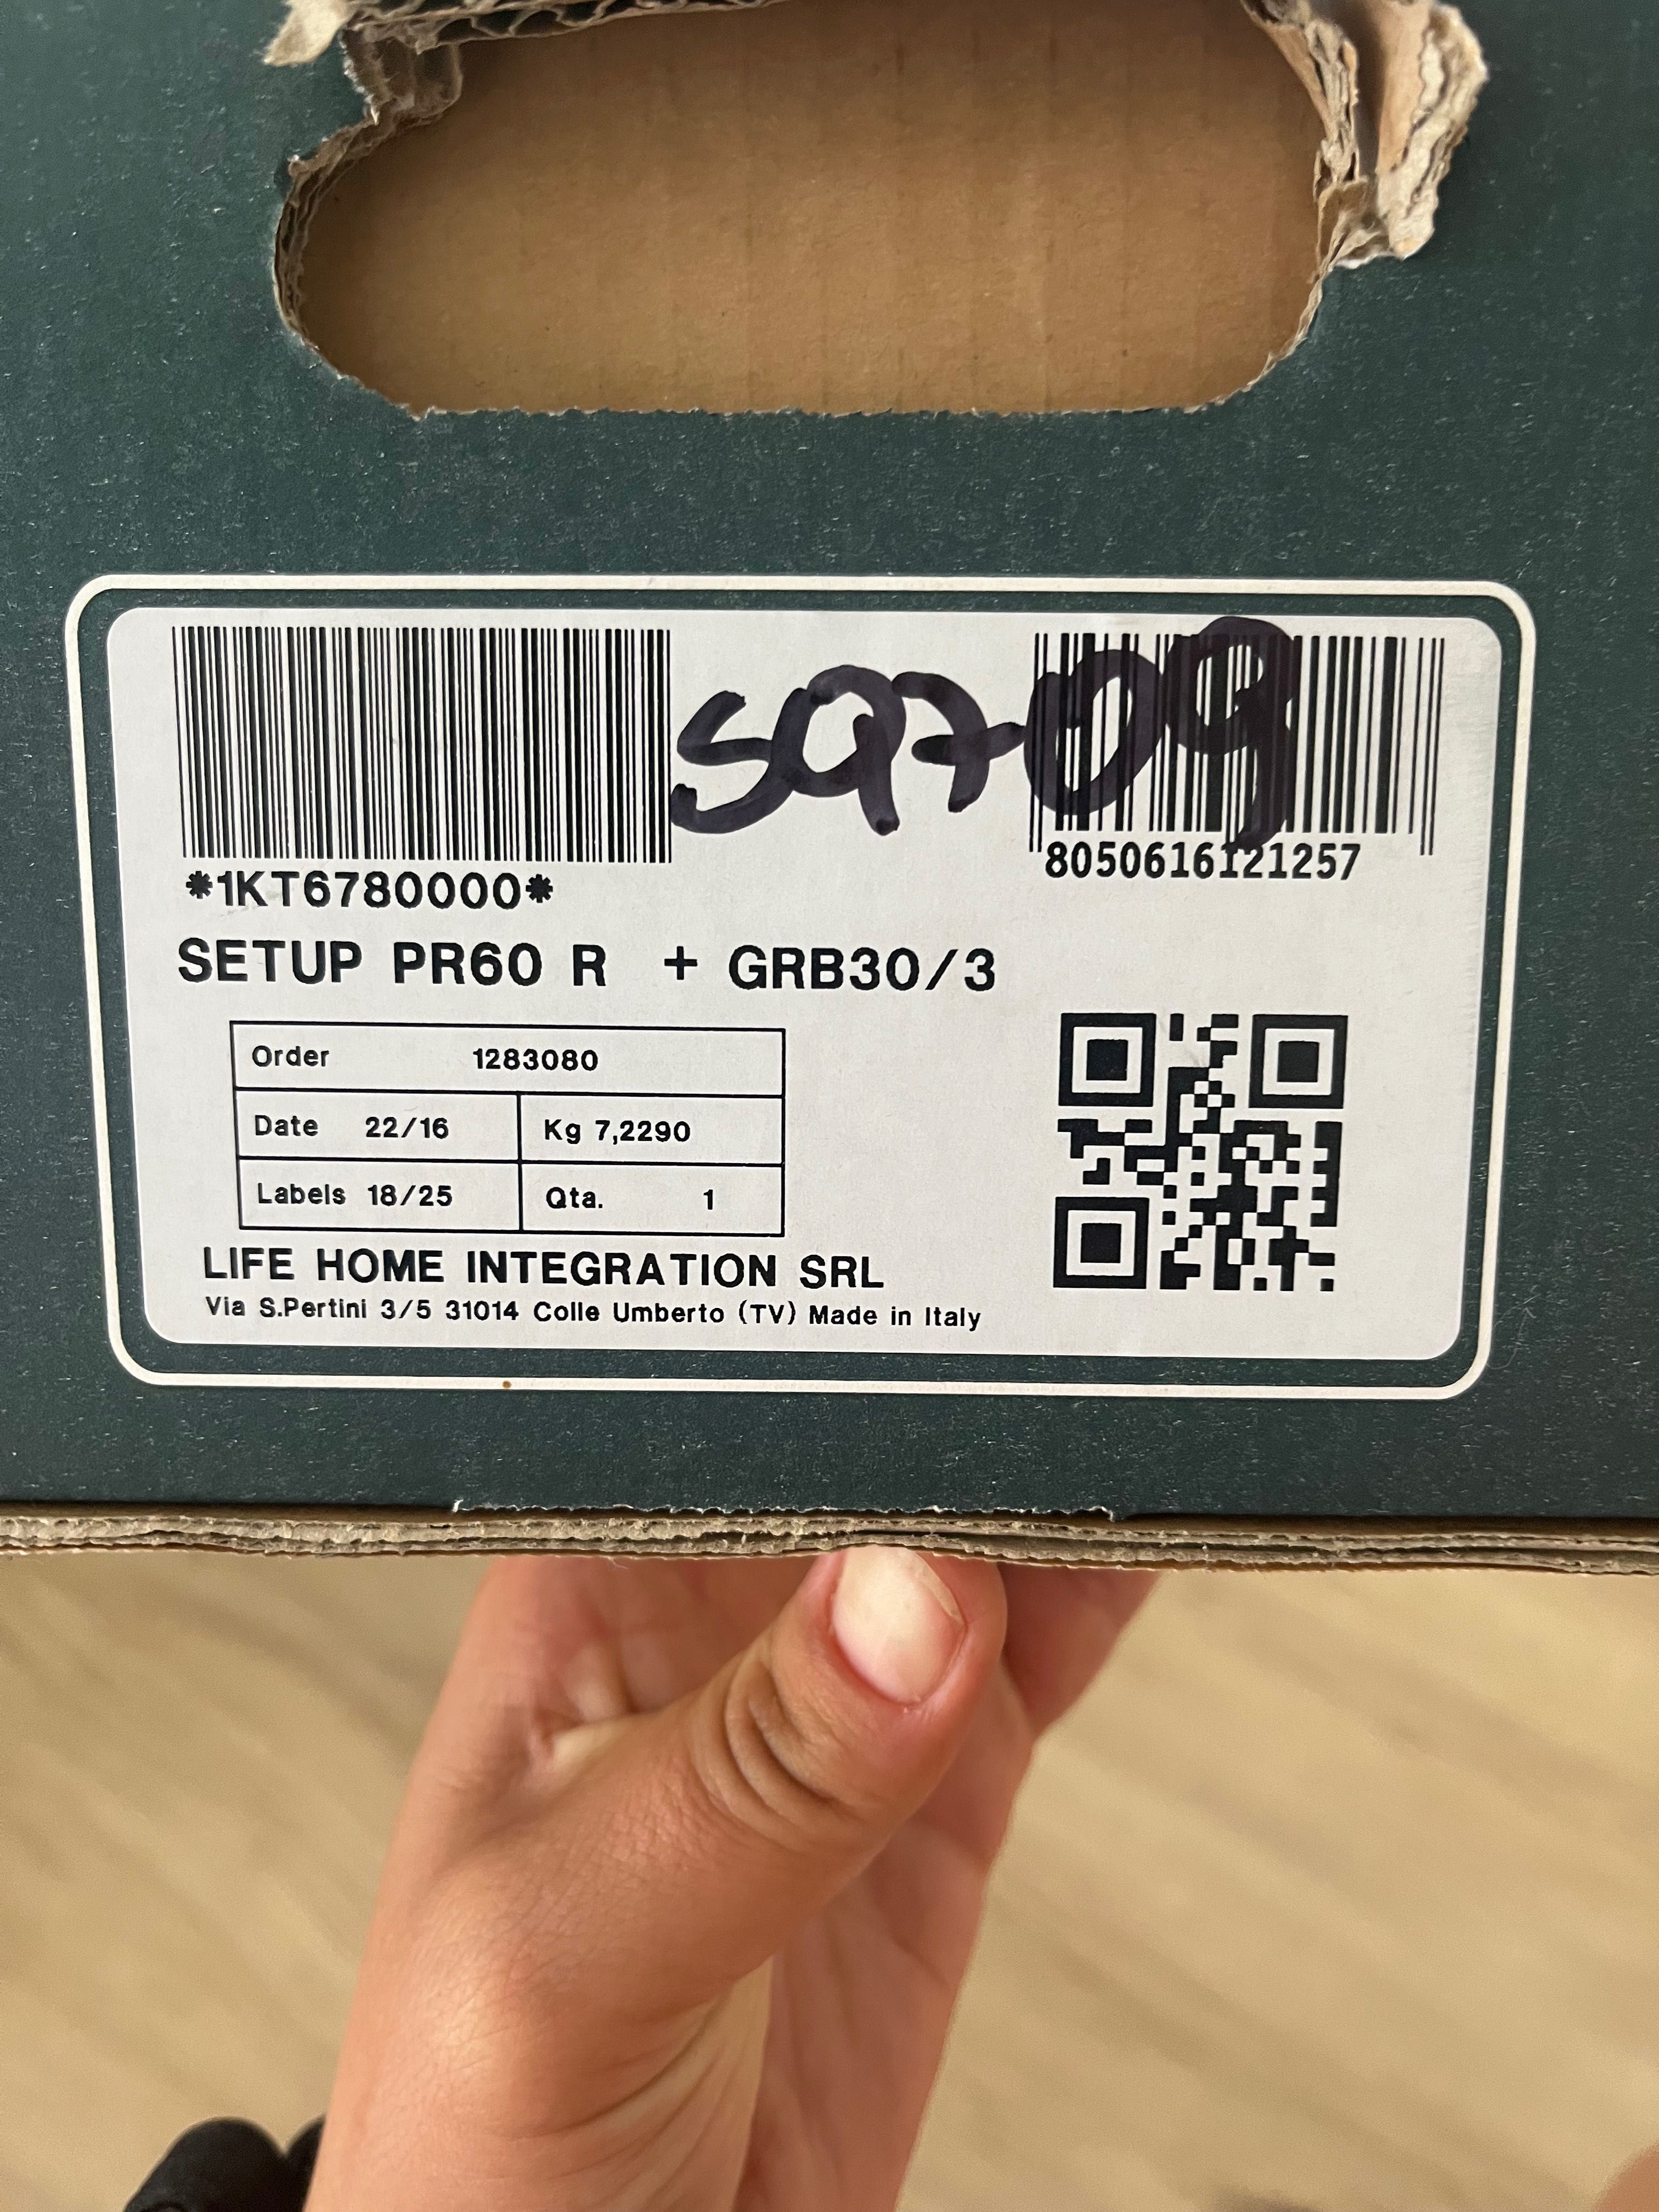 S9709
8050616121257
*1KT6780000*
SETUP PR60 R + GRB30/3
Order 1283080
Date 22/16 Kg 7,2290
Labels 18/25 Qta. 1
LIFE HOME INTEGRATION SRL
Via S.Pertini 3/5 31014 Colle Umberto (TV) Made in Italy